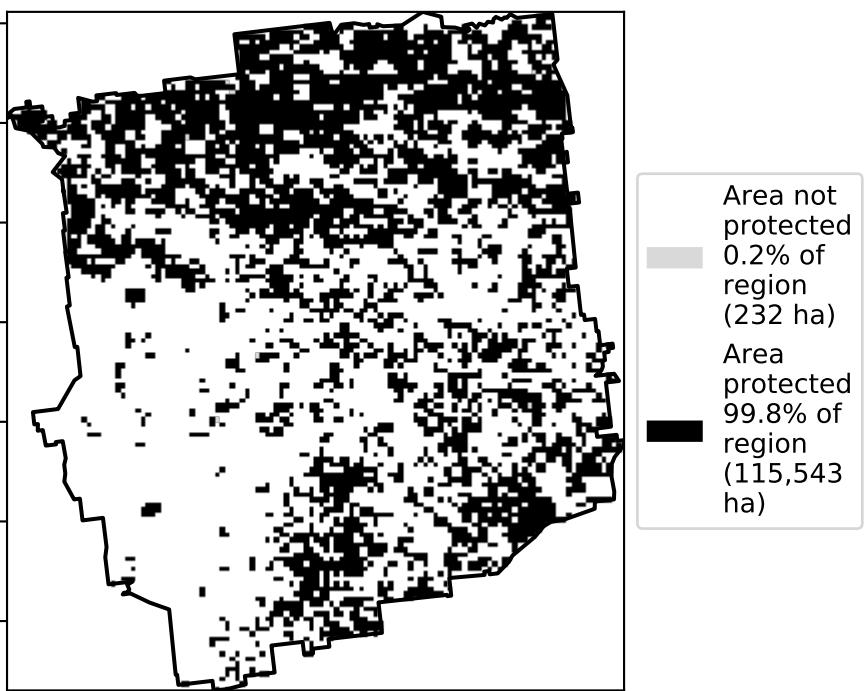 Area not
protected
0.2% of
region
(232 ha)
Area
protected
99.8% of
region
(115,543
ha)